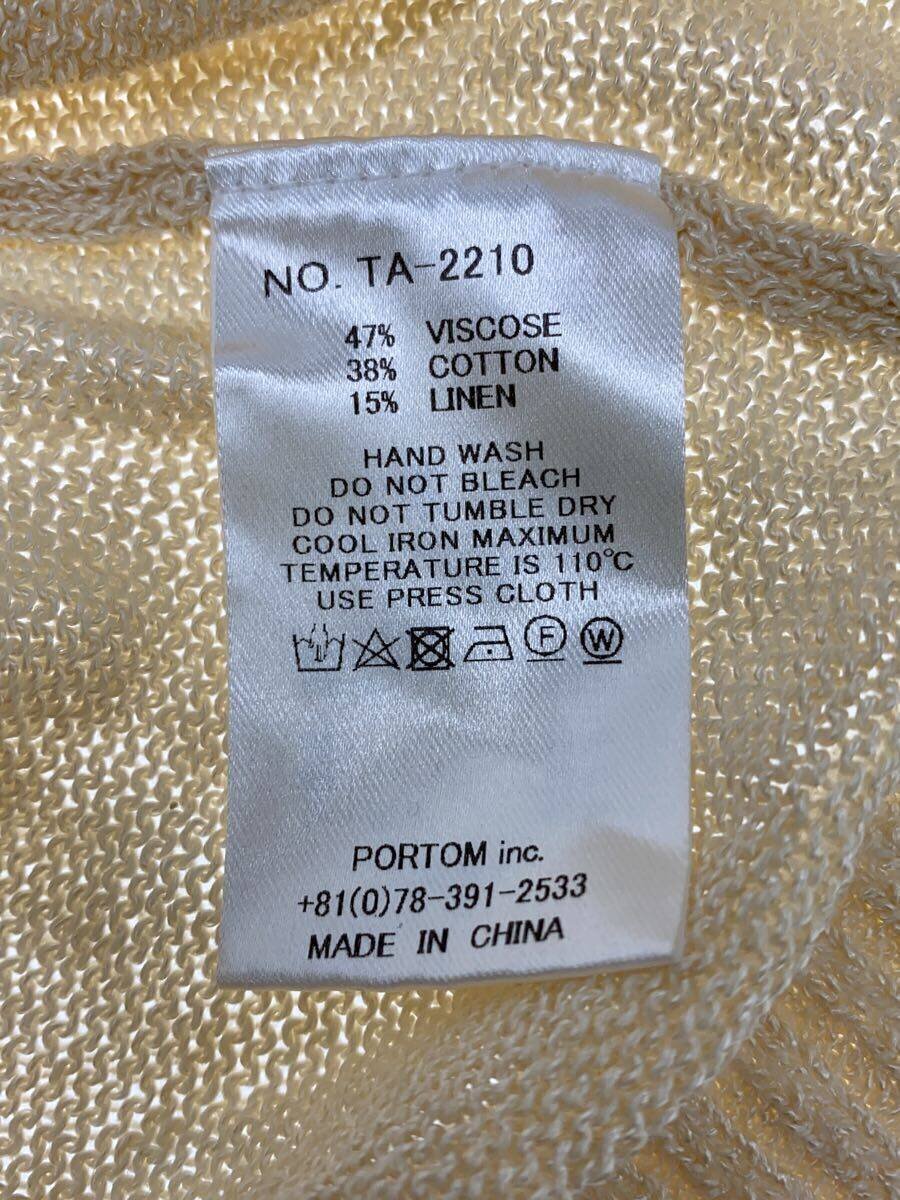 NO. TA-2210
47% VISCOSE
38% COTTON
15% LINEN
HAND WASH
DO NOT BLEACH
DO NOT TUMBLE DRY
COOL IRON MAXIMUM
TEMPERATURE IS 110°C
USE PRESS CLOTH
F W
PORTOM inc.
+81(0)78-391-2533
MADE IN CHINA